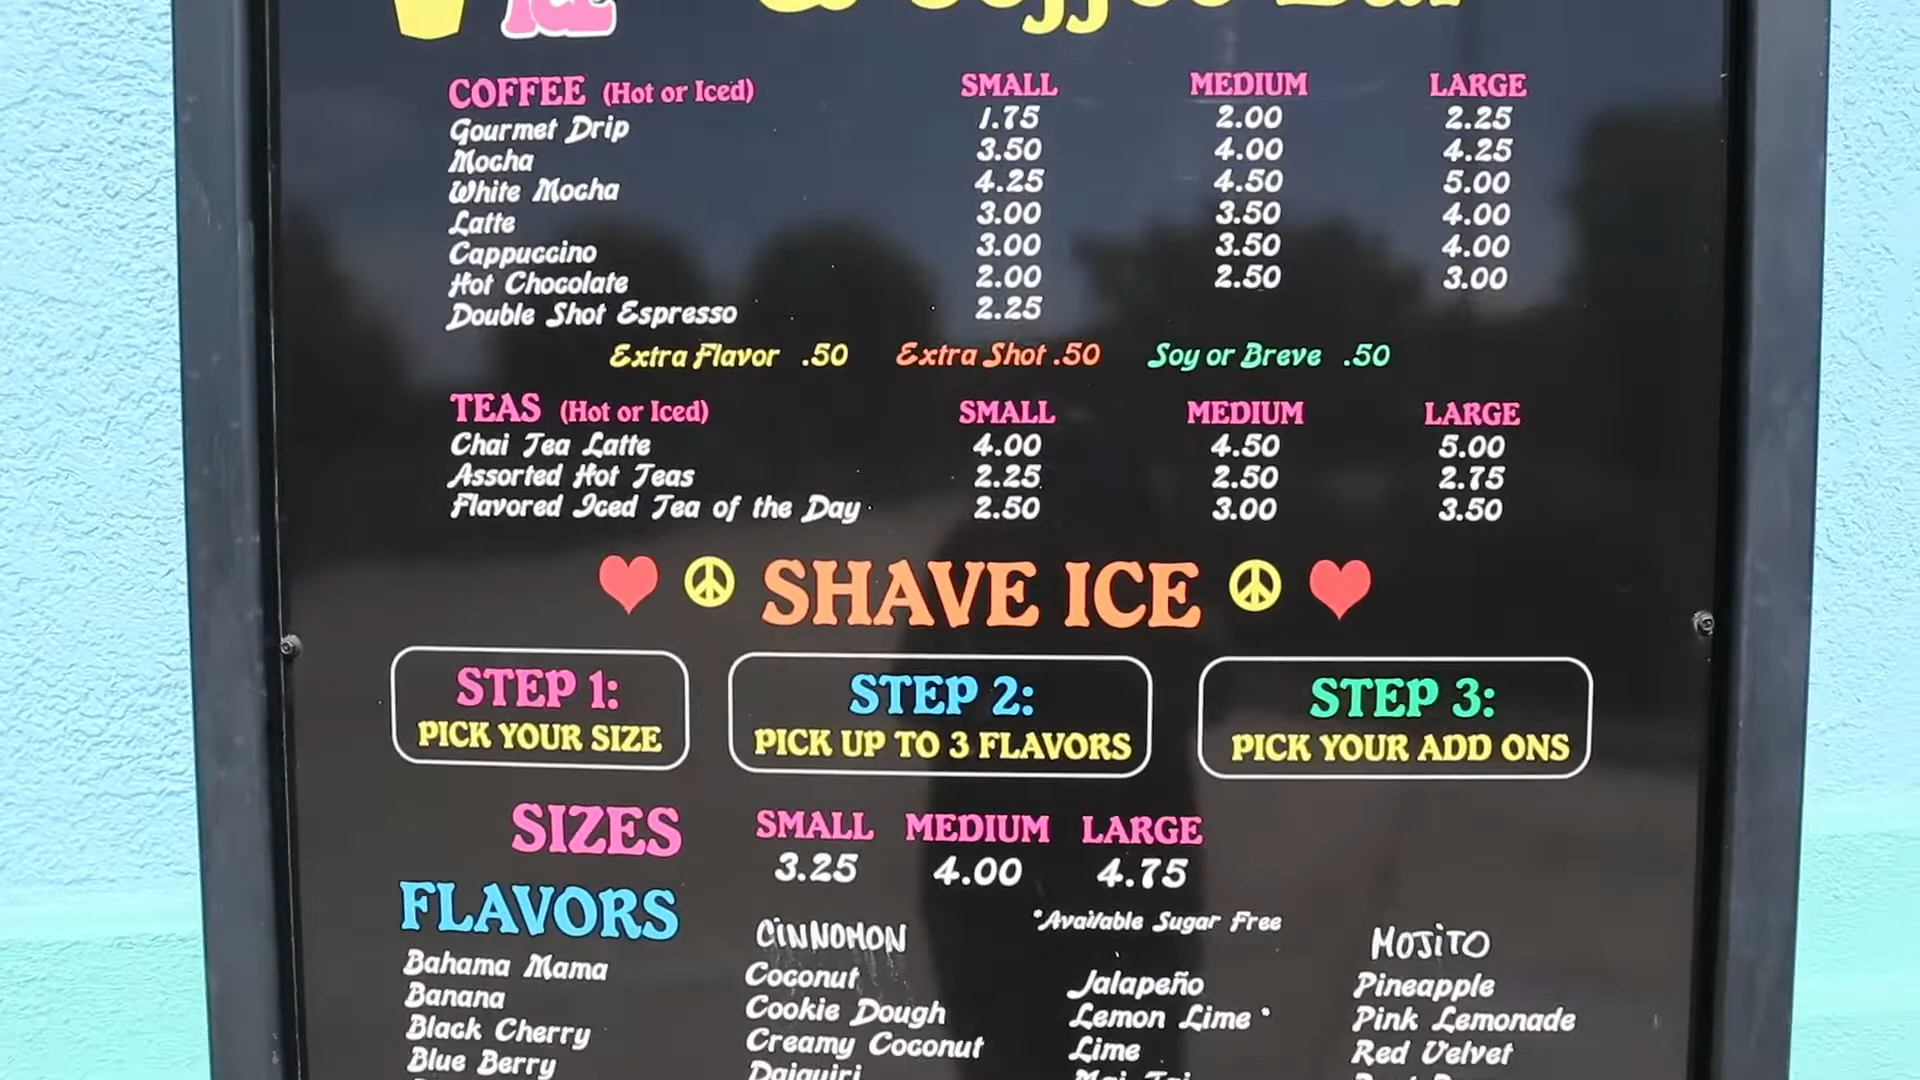 & Coffee Bar
COFFEE (Hot or Iced) SMALL MEDIUM LARGE
Gourmet Drip 1.75 2.00 2.25
Mocha 3.50 4.00 4.25
White Mocha 4.25 4.50 5.00
Latte 3.00 3.50 4.00
Cappuccino 3.00 3.50 4.00
Hot Chocolate 2.00 2.50 3.00
Double Shot Espresso 2.25
Extra Flavor .50 Extra Shot .50 Soy or Breve .50
TEAS (Hot or Iced) SMALL MEDIUM LARGE
Chai Tea Latte 4.00 4.50 5.00
Assorted Hot Teas 2.25 2.50 2.75
Flavored Iced Tea of the Day 2.50 3.00 3.50
SHAVE ICE
STEP 1:
PICK YOUR SIZE
STEP 2:
PICK UP TO 3 FLAVORS
STEP 3:
PICK YOUR ADD ONS
SIZES SMALL MEDIUM LARGE
3.25 4.00 4.75
FLAVORS
*Available Sugar Free
Bahama Mama
Banana
Black Cherry
Blue Berry
CINNOMON
Coconut
Cookie Dough
Creamy Coconut
Daiquiri
Jalapeño
Lemon Lime *
Lime
Mai Tai
MOJITO
Pineapple
Pink Lemonade
Red Velvet